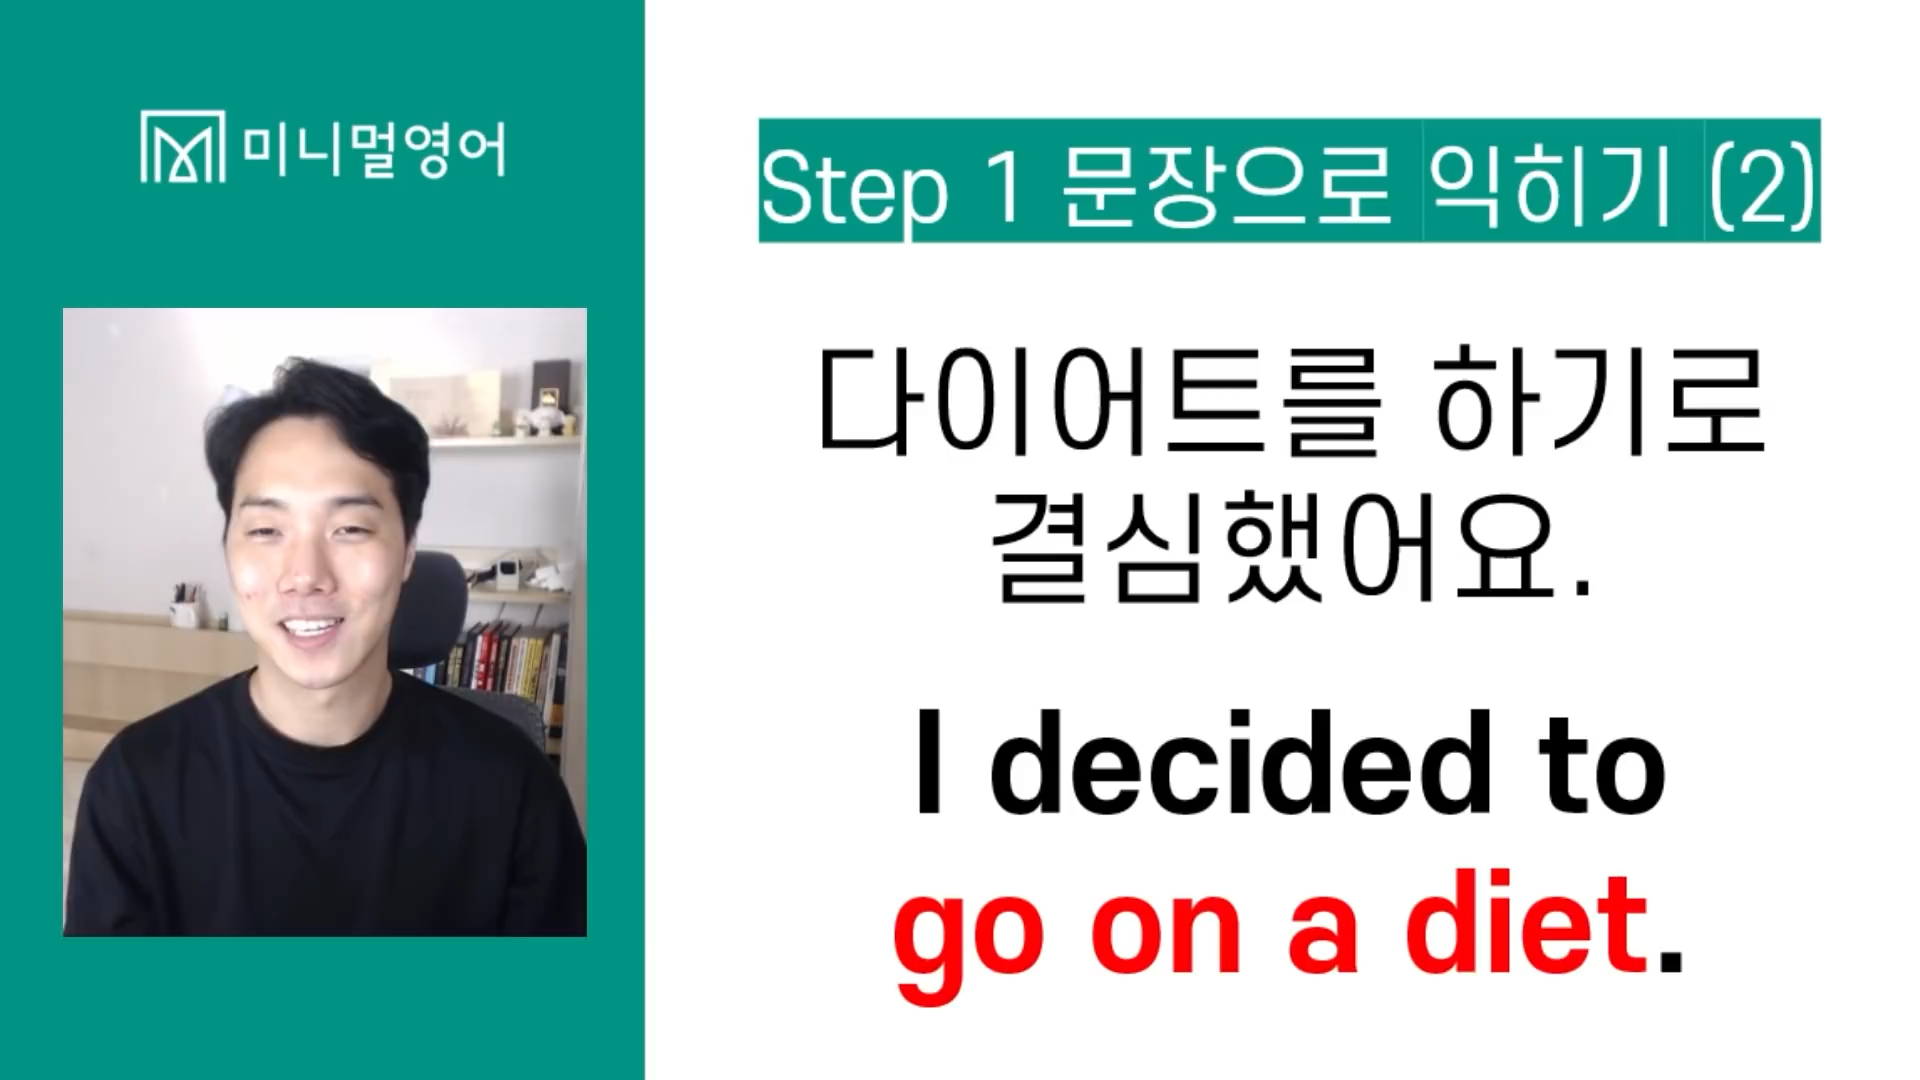 미니멀영어
Step 1 문장으로 익히기 (2)
다이어트를 하기로
결심했어요.
I decided to
go on a diet.